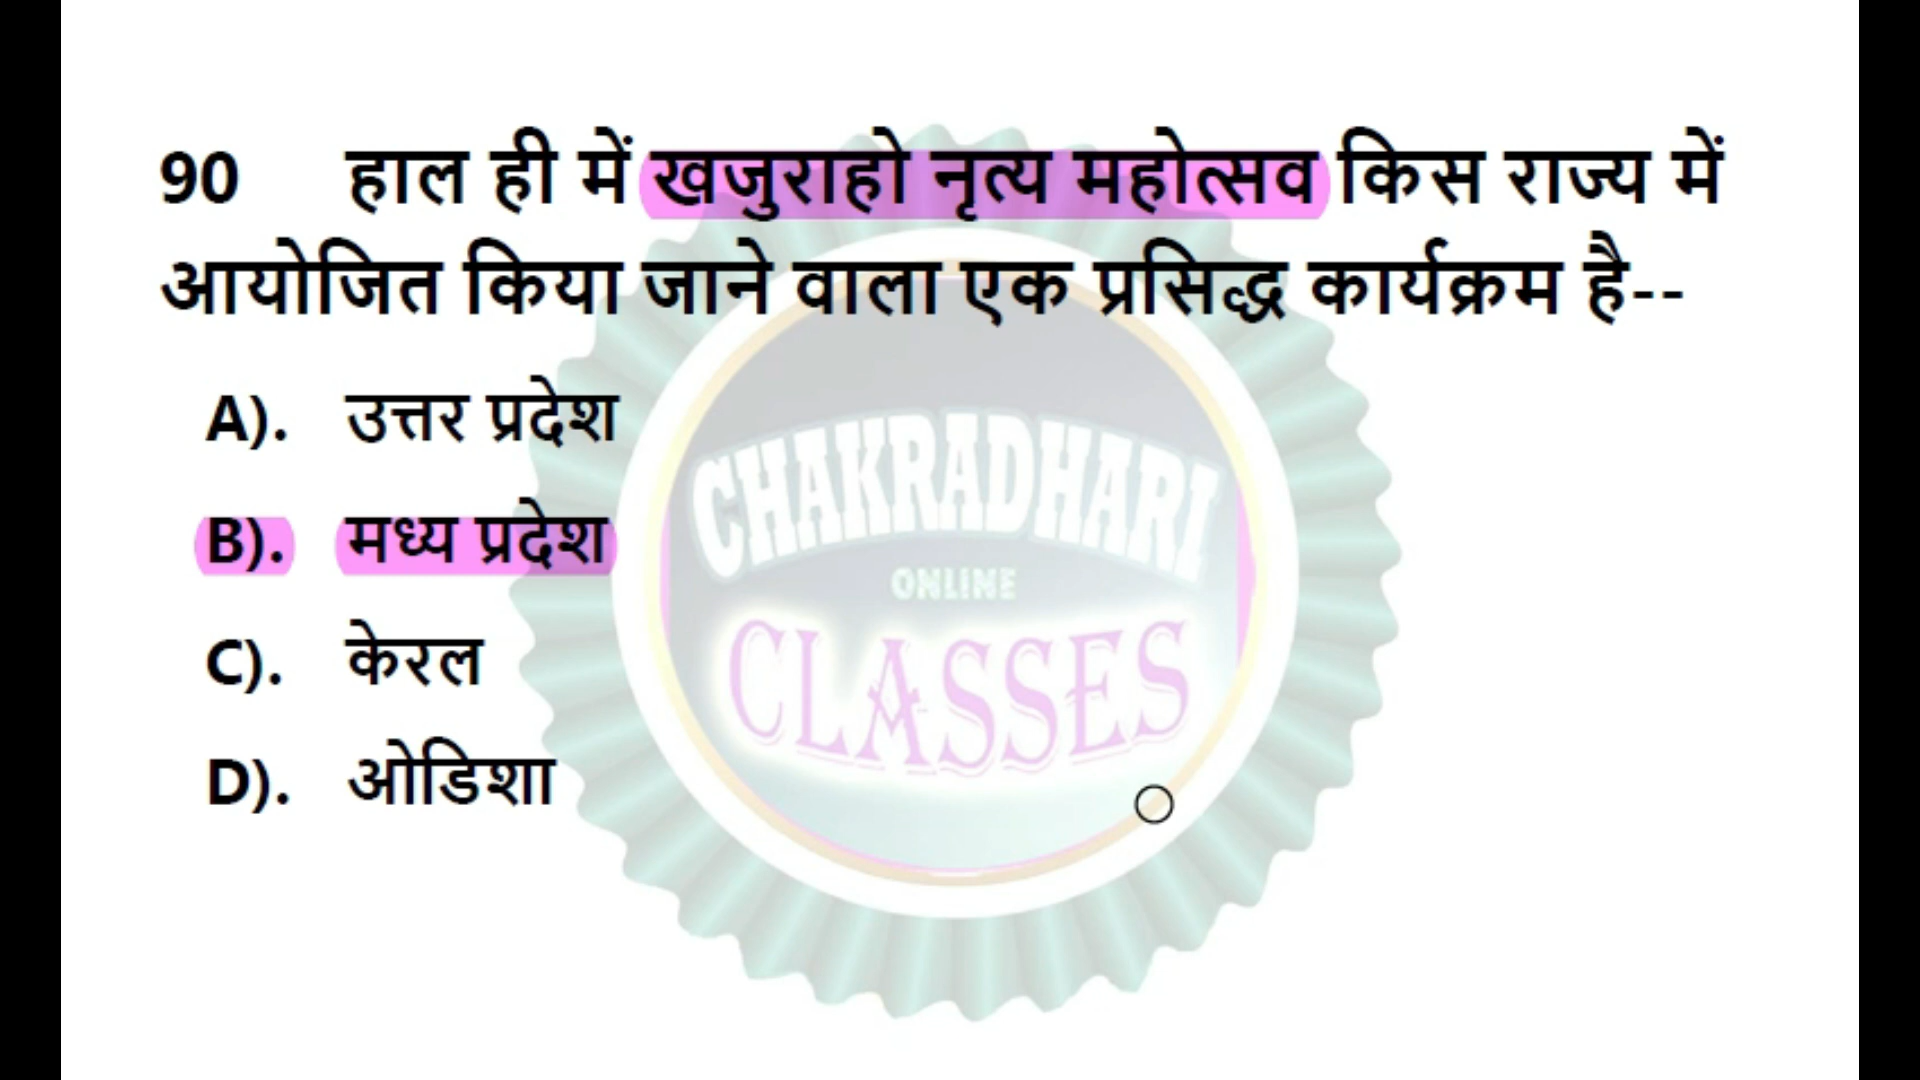 90 हाल ही में खजुराहो नृत्य महोत्सव किस राज्य में
आयोजित किया जाने वाला एक प्रसिद्ध कार्यक्रम है--
A). उत्तर प्रदेश
B). मध्य प्रदेश
C). केरल
D). ओडिशा
CHAKRADHARI
ONLINE
CLASSES